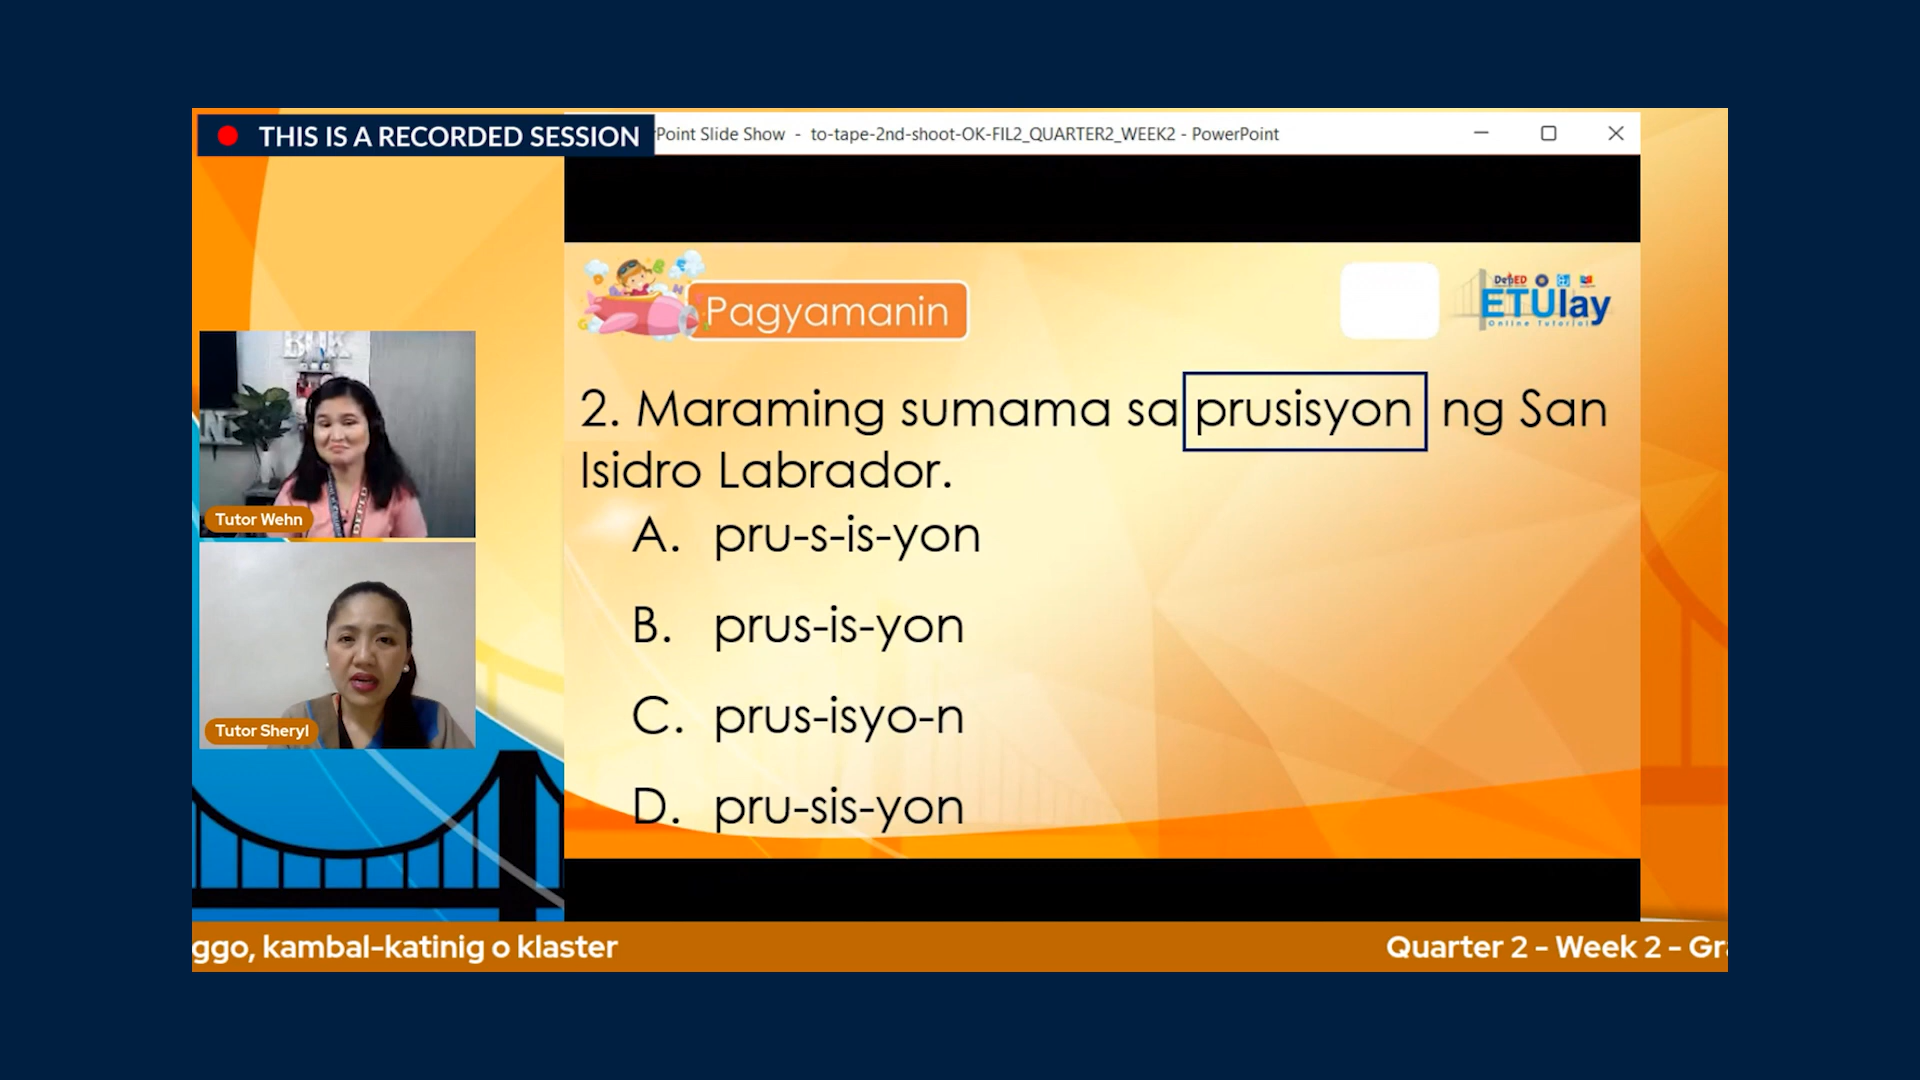 THIS IS A RECORDED SESSION
Point Slide Show - to-tape-2nd-shoot-OK-FIL2_QUARTER2_WEEK2 - PowerPoint
Pagyamanin
DepED
ETUlay
Online Tutorial
2. Maraming sumama sa prusisyon ng San
Isidro Labrador.
A. pru-s-is-yon
B. prus-is-yon
C. prus-isyo-n
D. pru-sis-yon
Tutor Wehn
Tutor Sheryl
ggo, kambal-katinig o klaster
Quarter 2 - Week 2 - Gr